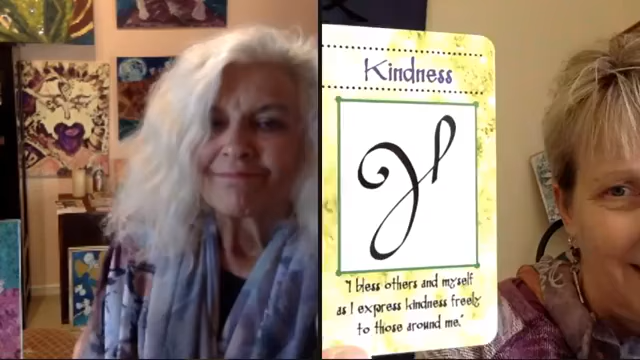 Kindness
"I bless others and myself
as I express kindness freely
to those around me."